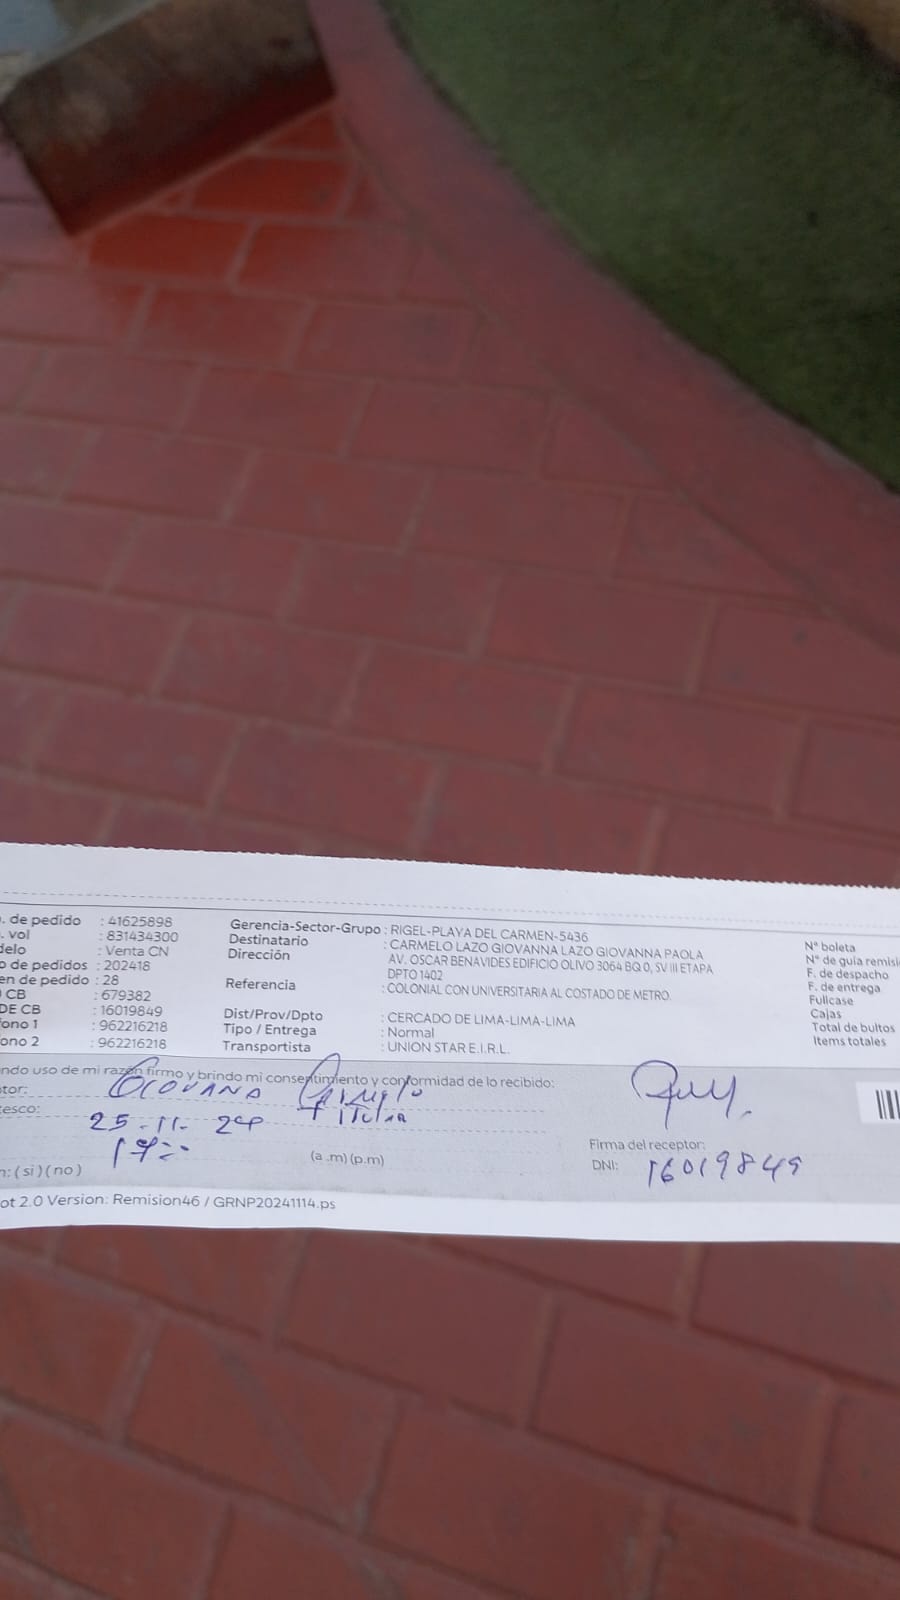 . de pedido : 41625898
. vol : 831434300
delo : Venta CN
o de pedidos : 202418
en de pedido : 28
CB : 679382
DE CB : 16019849
ono 1 : 962216218
ono 2 : 962216218
Gerencia-Sector-Grupo : RIGEL-PLAYA DEL CARMEN-5436
Destinatario : CARMELO LAZO GIOVANNA LAZO GIOVANNA PAOLA
Dirección AV. OSCAR BENAVIDES EDIFICIO OLIVO 3064 BQ 0, SV III ETAPA
DPTO 1402
Referencia : COLONIAL CON UNIVERSITARIA AL COSTADO DE METRO.
Dist/Prov/Dpto : CERCADO DE LIMA-LIMA-LIMA
Tipo / Entrega : Normal
Transportista : UNION STAR E.I.R.L.
N° boleta
N° de guía remisi
F. de despacho
F. de entrega
Fullcase
Cajas
Total de bultos
Items totales
ndo uso de mi razón firmo y brindo mi consentimiento y conformidad de lo recibido:
tor: GIOVANA Carmelo
tesco: Titular
25-11-24
(a .m) (p.m)
n: ( si ) ( no )
Firma del receptor:
DNI: 16019849
ot 2.0 Version: Remision46 / GRNP20241114.ps